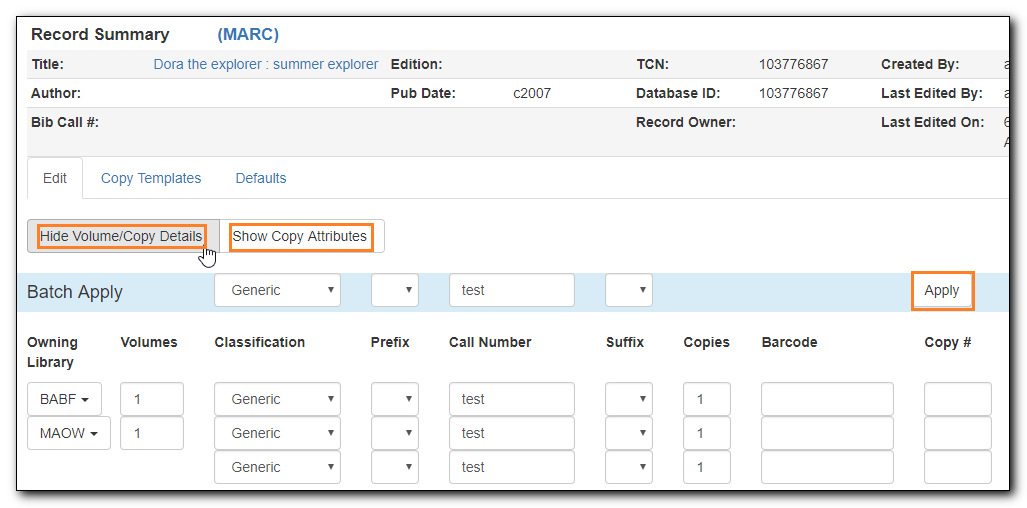 Record Summary (MARC)
Title: Dora the explorer : summer explorer Edition: TCN: 103776867 Created By:
Author: Pub Date: c2007 Database ID: 103776867 Last Edited By:
Bib Call #: Record Owner: Last Edited On:
Edit Copy Templates Defaults
Hide Volume/Copy Details Show Copy Attributes
Batch Apply Generic test Apply
Owning Library Volumes Classification Prefix Call Number Suffix Copies Barcode Copy #
BABF 1 Generic test 1
MAOW 1 Generic test 1
Generic test 1